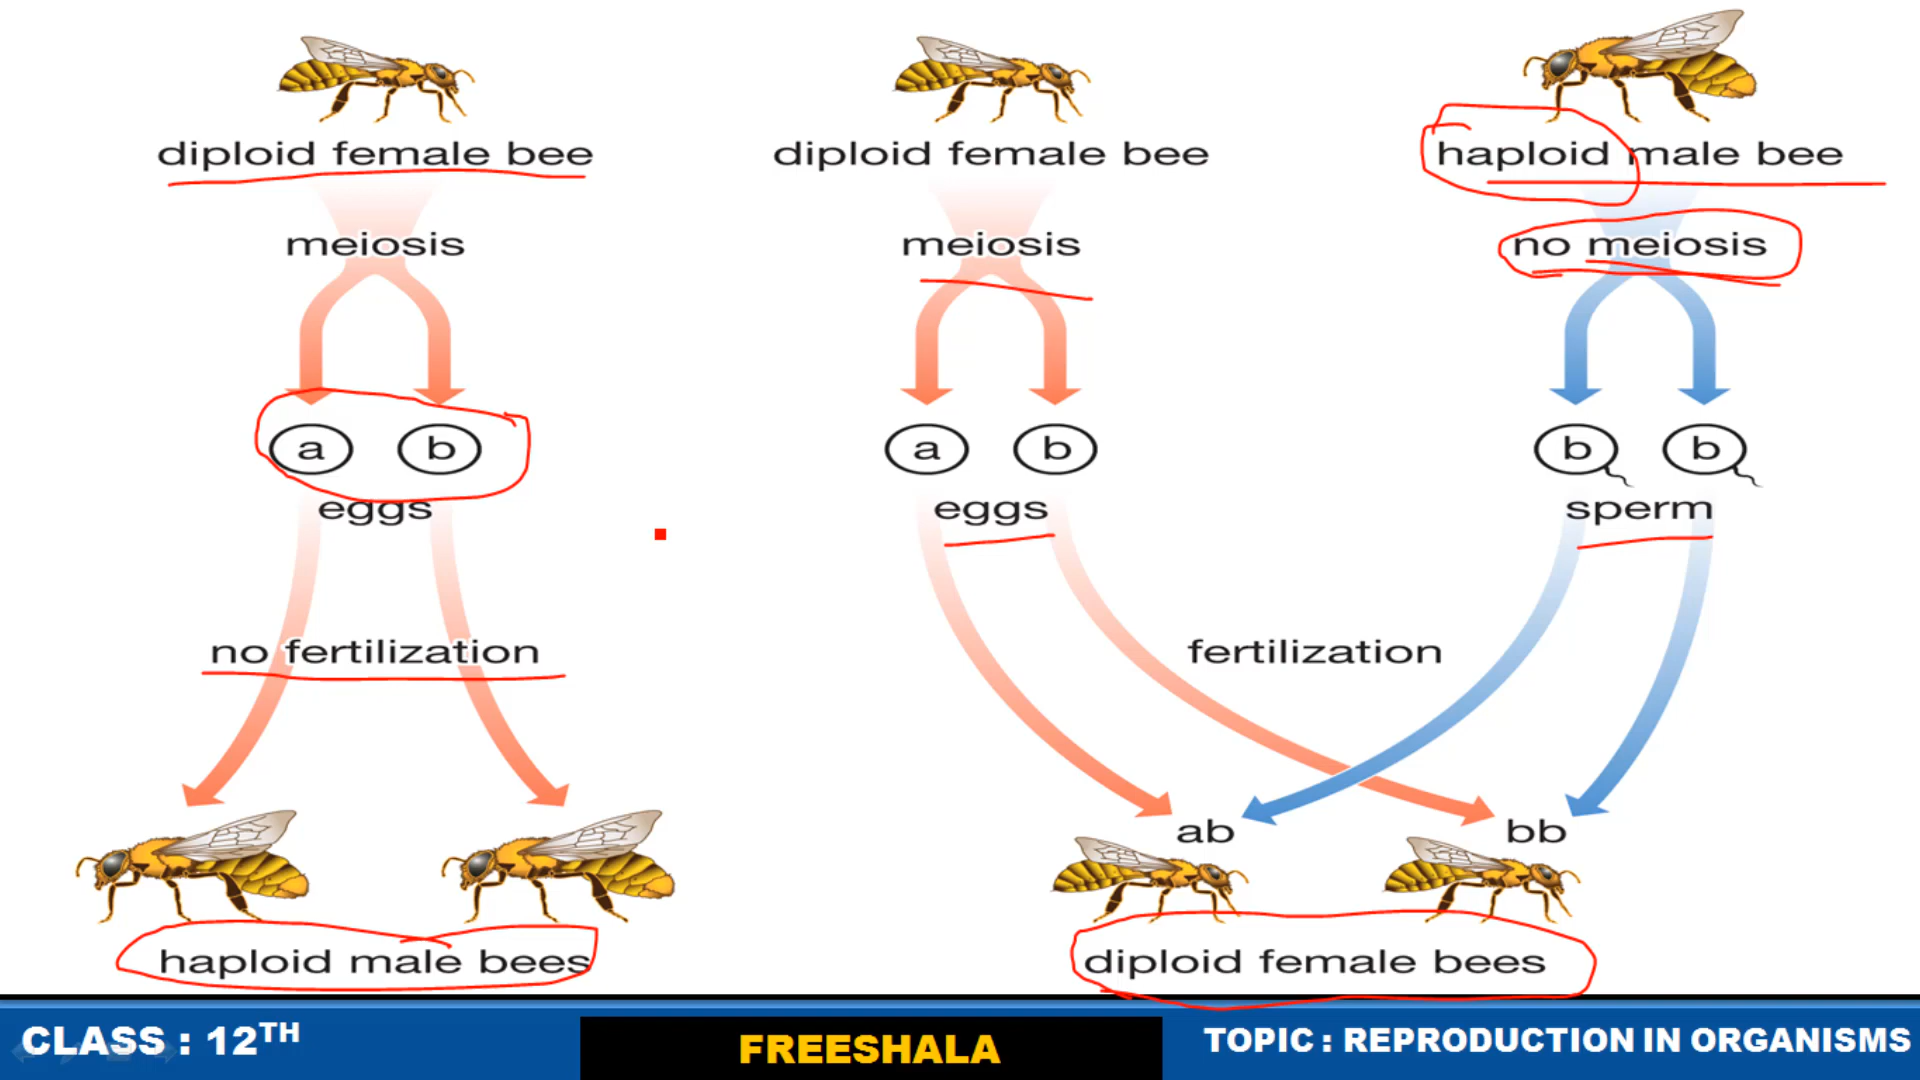 diploid female bee
diploid female bee
haploid male bee
meiosis
meiosis
no meiosis
a
b
a
b
b
b
eggs
eggs
sperm
no fertilization
fertilization
ab
bb
haploid male bees
diploid female bees
CLASS : 12TH
FREESHALA
TOPIC : REPRODUCTION IN ORGANISMS